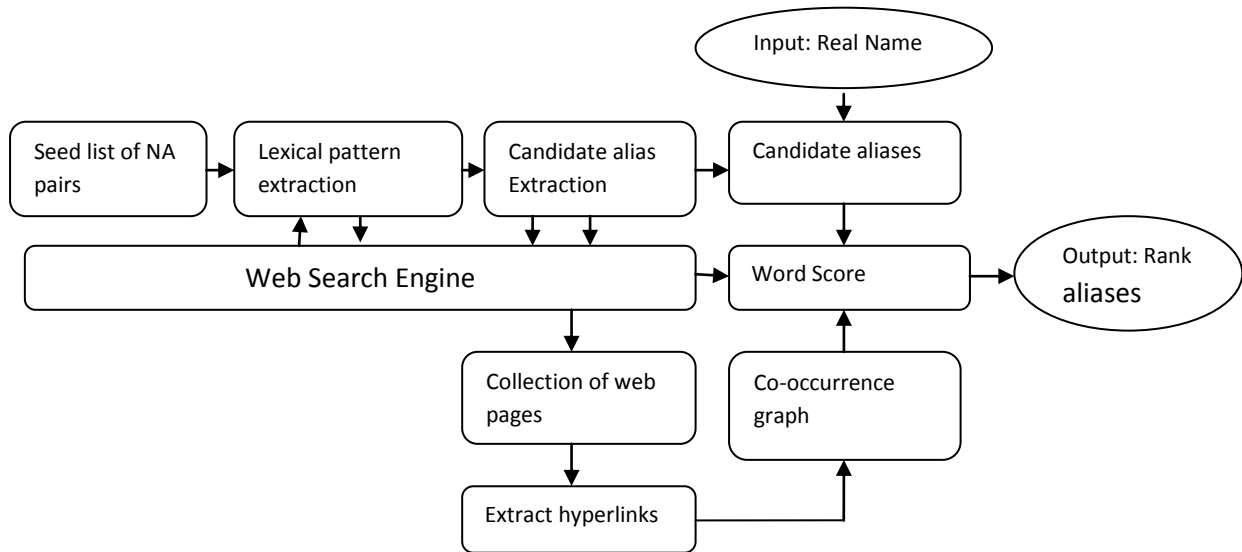 Input: Real Name
Seed list of NA
pairs
Lexical pattern
extraction
Candidate alias
Extraction
Candidate aliases
Web Search Engine
Word Score
Output: Rank
aliases
Collection of web
pages
Co-occurrence
graph
Extract hyperlinks